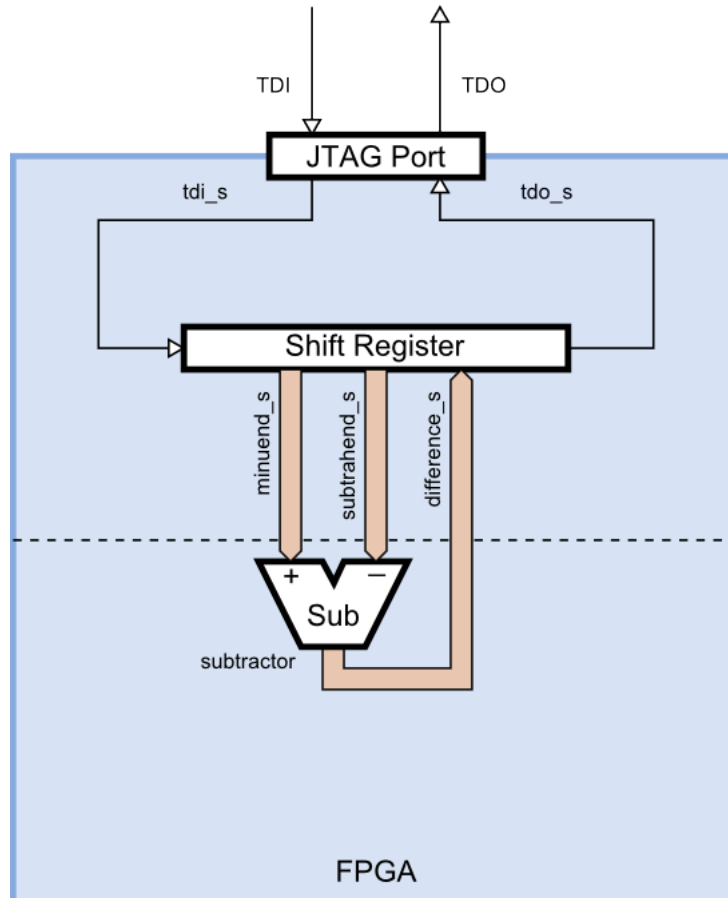 TDI
TDO
JTAG Port
tdi_s
tdo_s
Shift Register
minuend_s
subtrahend_s
difference_s
+
−
Sub
subtractor
FPGA